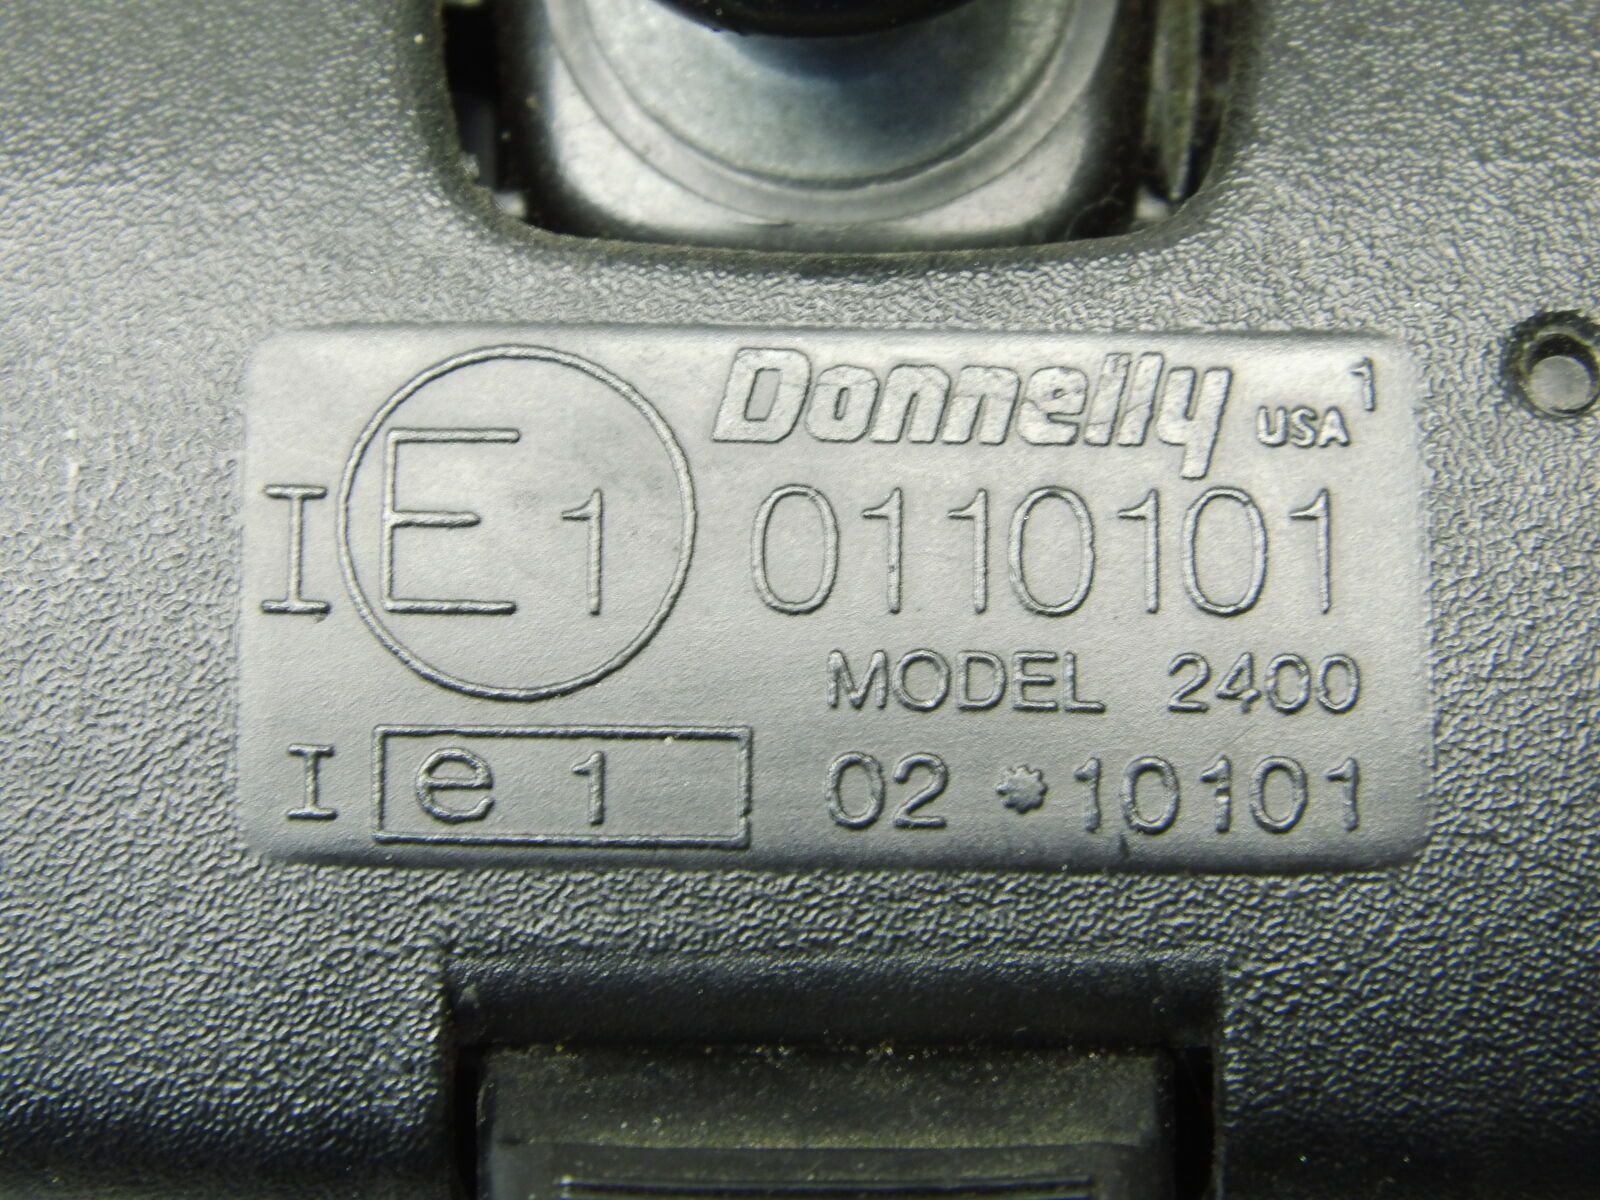 Donnelly USA 1
I E1 0110101
MODEL 2400
I e 1 02 * 10101